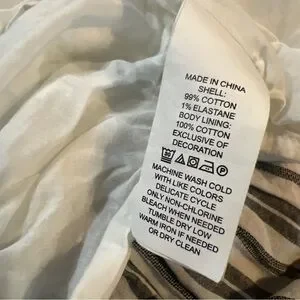 MADE IN CHINA
SHELL:
99% COTTON
1% ELASTANE
BODY LINING:
100% COTTON
EXCLUSIVE OF
DECORATION
MACHINE WASH COLD
WITH LIKE COLORS
DELICATE CYCLE
ONLY NON-CHLORINE
BLEACH WHEN NEEDED
TUMBLE DRY LOW
WARM IRON IF NEEDED
OR DRY CLEAN